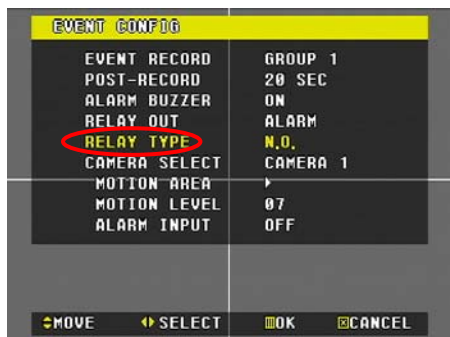 EVENT CONFIG
EVENT RECORD GROUP 1
POST-RECORD 20 SEC
ALARM BUZZER ON
RELAY OUT ALARM
RELAY TYPE N.O.
CAMERA SELECT CAMERA 1
MOTION AREA
MOTION LEVEL 07
ALARM INPUT OFF
MOVE SELECT OK CANCEL